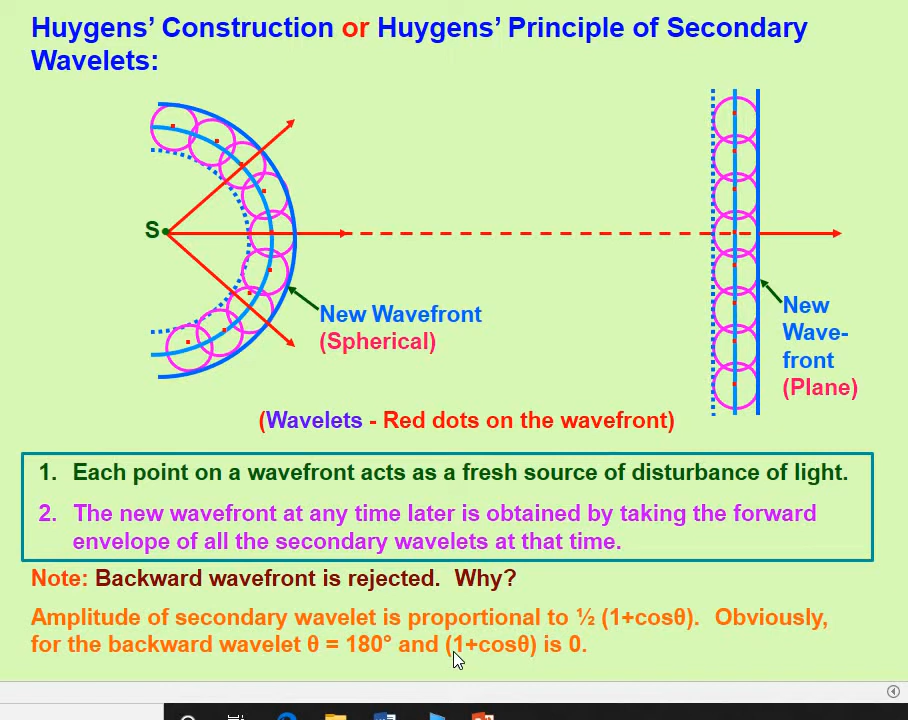 Huygens’ Construction or Huygens’ Principle of Secondary
Wavelets:
S
New Wavefront
(Spherical)
New
Wave-
front
(Plane)
(Wavelets - Red dots on the wavefront)
1. Each point on a wavefront acts as a fresh source of disturbance of light.
2. The new wavefront at any time later is obtained by taking the forward
envelope of all the secondary wavelets at that time.
Note: Backward wavefront is rejected. Why?
Amplitude of secondary wavelet is proportional to ½ (1+cosθ). Obviously,
for the backward wavelet θ = 180° and (1+cosθ) is 0.